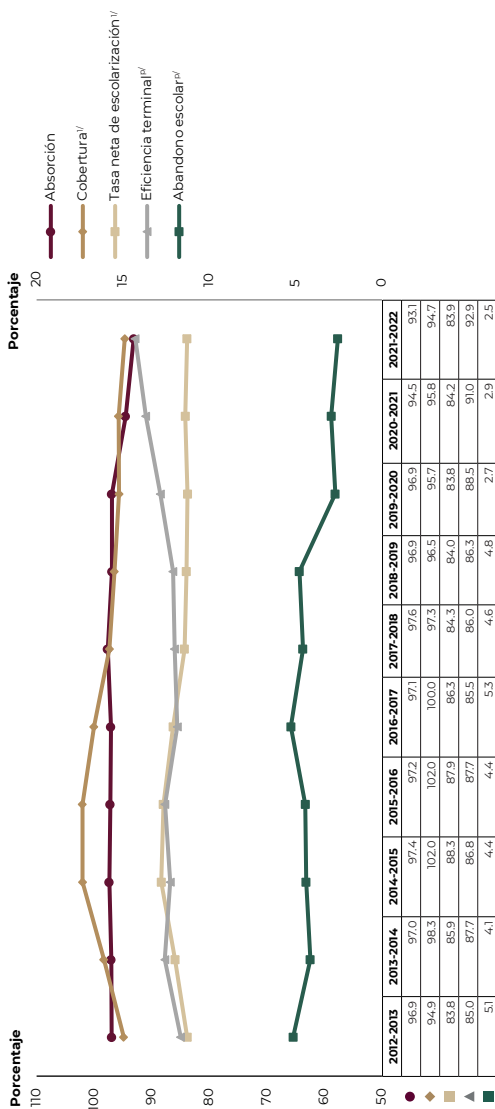 Porcentaje
Porcentaje
110
100
90
80
70
60
50
20
15
10
5
0
Absorción
Cobertura1/
Tasa neta de escolarización1/
Eficiencia terminalp/
Abandono escolarp/
2012-2013 2013-2014 2014-2015 2015-2016 2016-2017 2017-2018 2018-2019 2019-2020 2020-2021 2021-2022
96.9 97.0 97.4 97.2 97.1 97.6 96.9 96.9 94.5 93.1
94.9 98.3 102.0 102.0 100.0 97.3 96.5 95.7 95.8 94.7
83.8 85.9 88.3 87.9 86.3 84.3 84.0 83.8 84.2 83.9
85.0 87.7 86.8 87.7 85.5 86.0 86.3 88.5 91.0 92.9
5.1 4.1 4.4 4.4 5.3 4.6 4.8 2.7 2.9 2.5